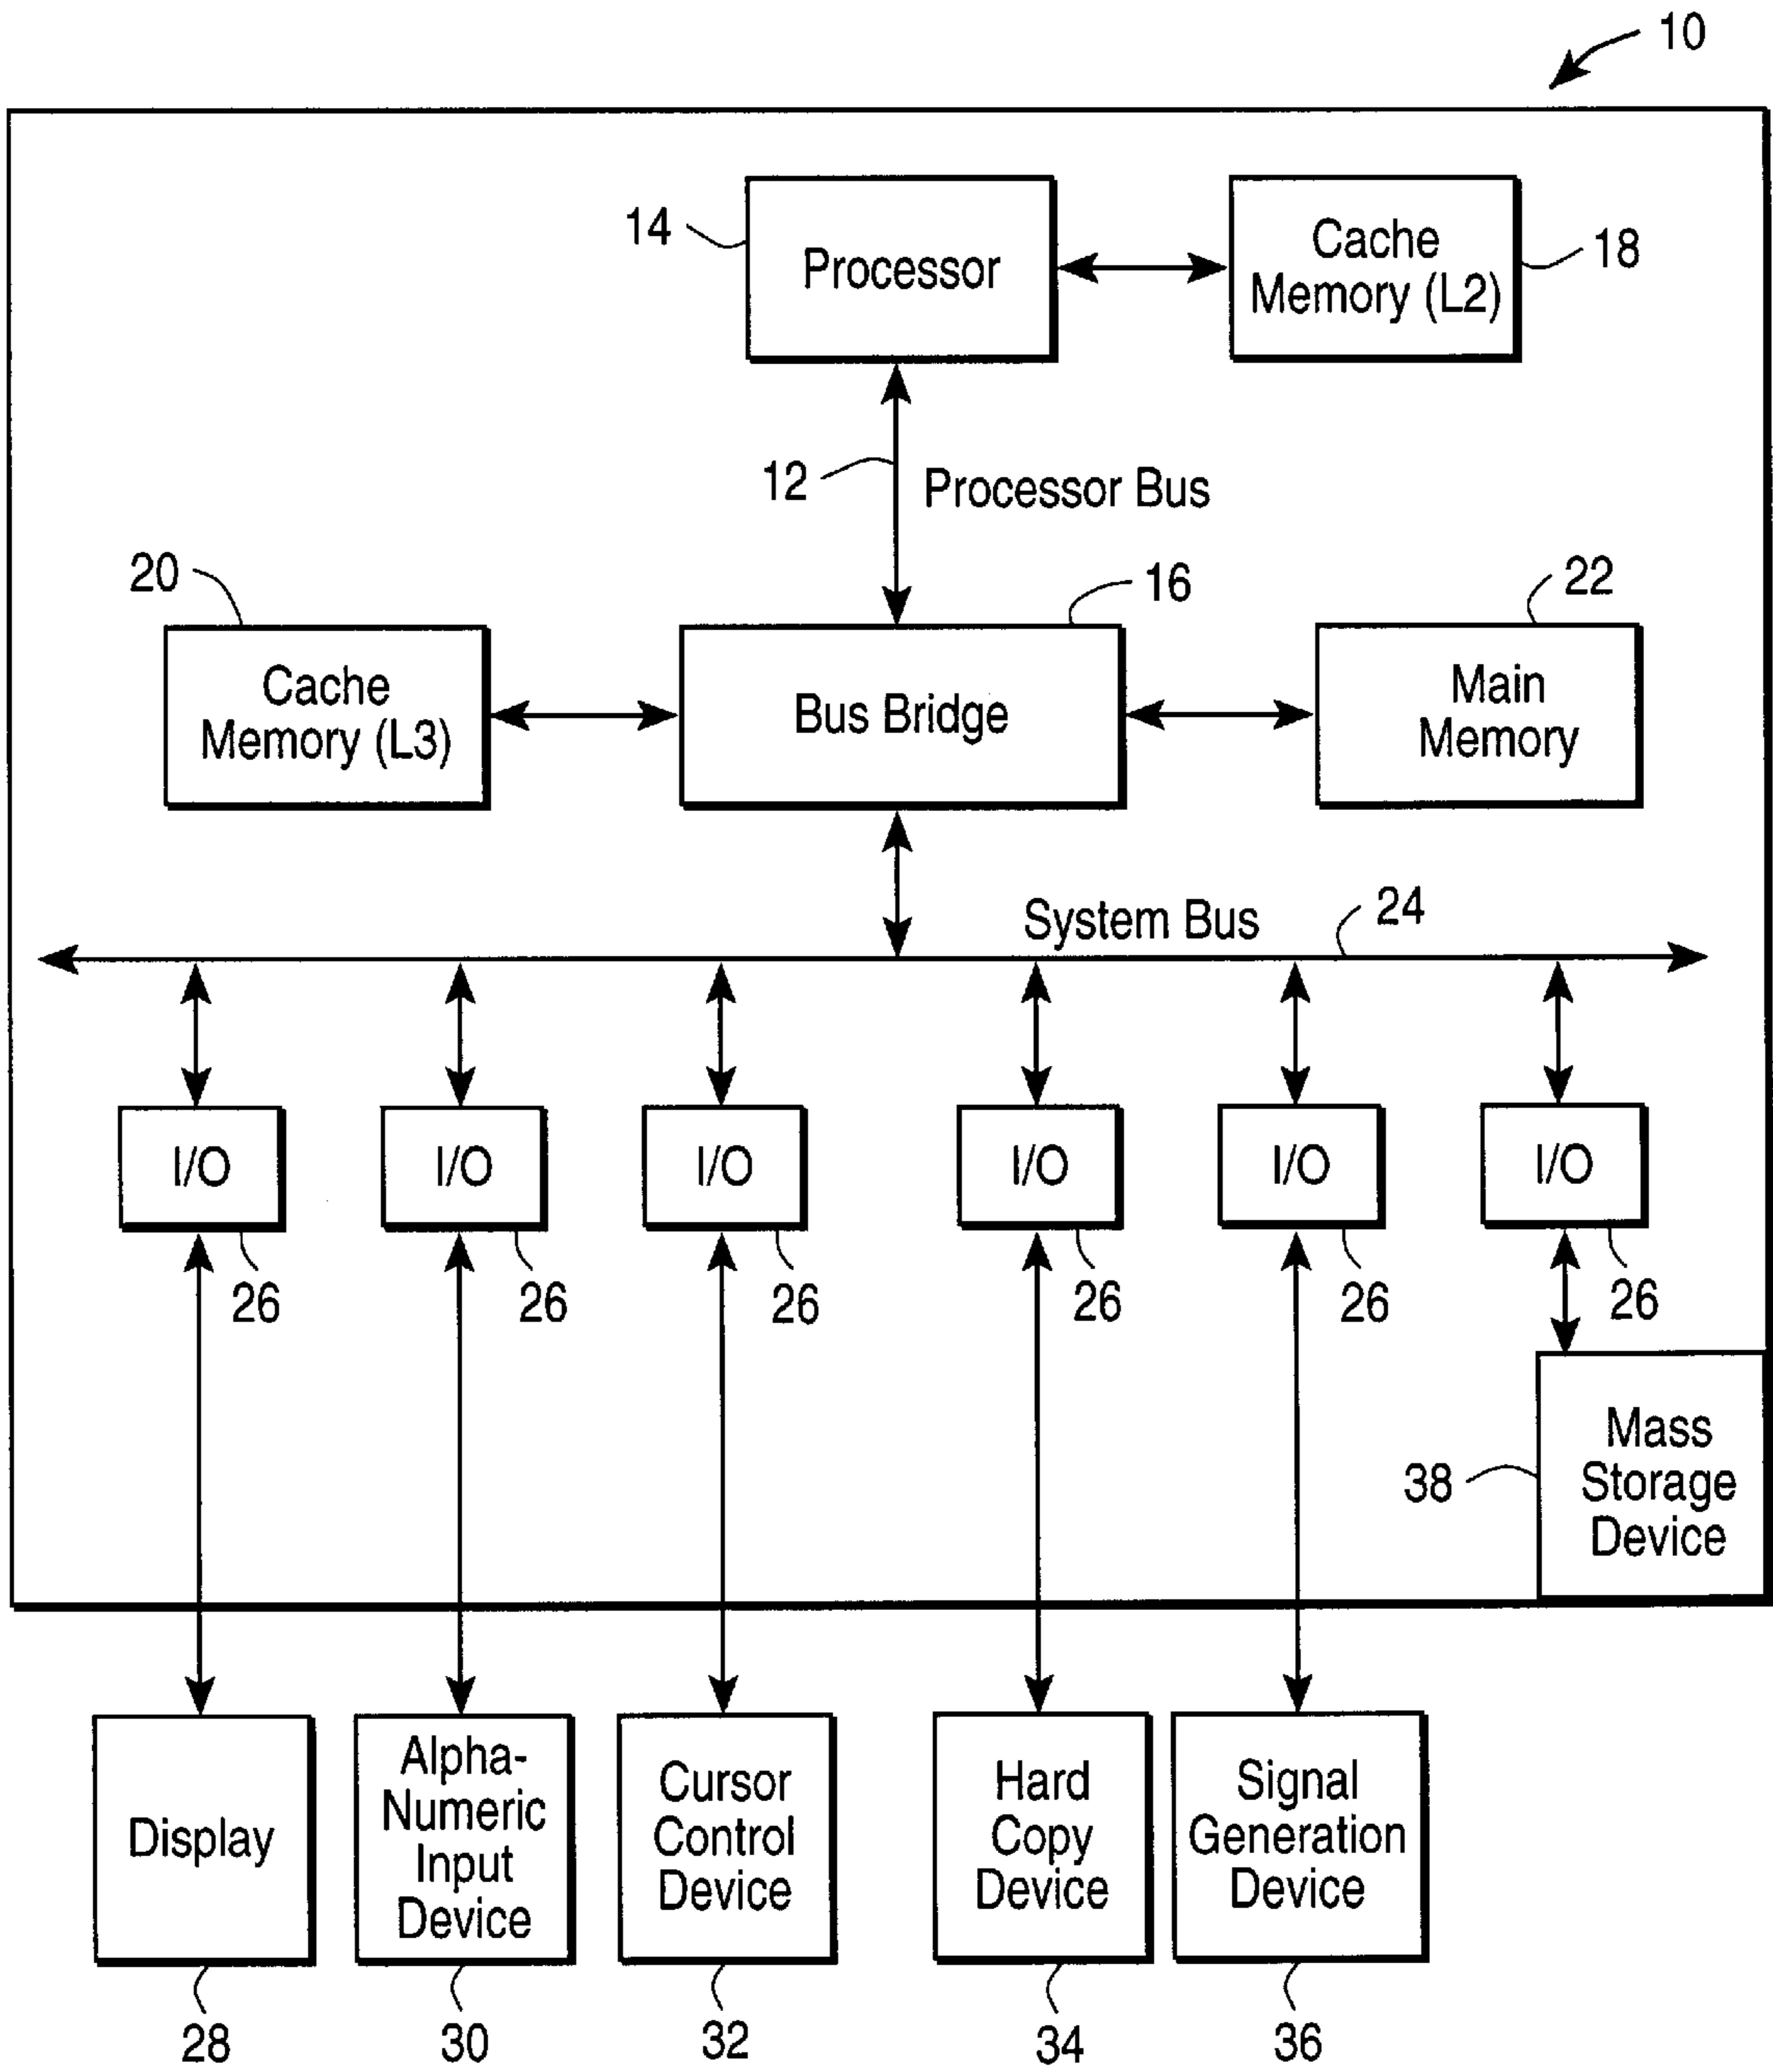 10
14
Processor
Cache
Memory (L2)
18
12
Processor Bus
20
16
22
Cache
Memory (L3)
Bus Bridge
Main
Memory
System Bus
24
I/O
I/O
I/O
I/O
I/O
I/O
26
26
26
26
26
26
38
Mass
Storage
Device
Display
Alpha-
Numeric
Input
Device
Cursor
Control
Device
Hard
Copy
Device
Signal
Generation
Device
28
30
32
34
36